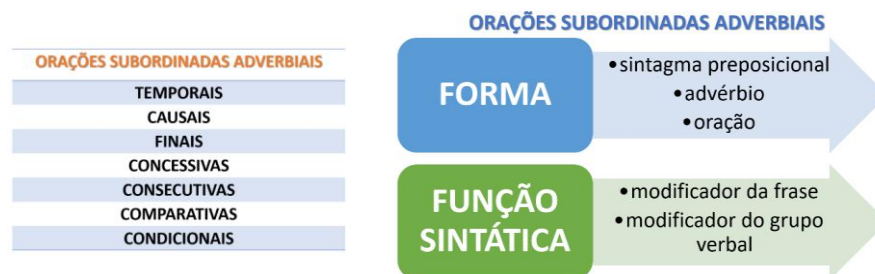 ORAÇÕES SUBORDINADAS ADVERBIAIS
TEMPORAIS
CAUSAIS
FINAIS
CONCESSIVAS
CONSECUTIVAS
COMPARATIVAS
CONDICIONAIS
ORAÇÕES SUBORDINADAS ADVERBIAIS
FORMA
•sintagma preposicional
•advérbio
•oração
FUNÇÃO
SINTÁTICA
•modificador da frase
•modificador do grupo
verbal